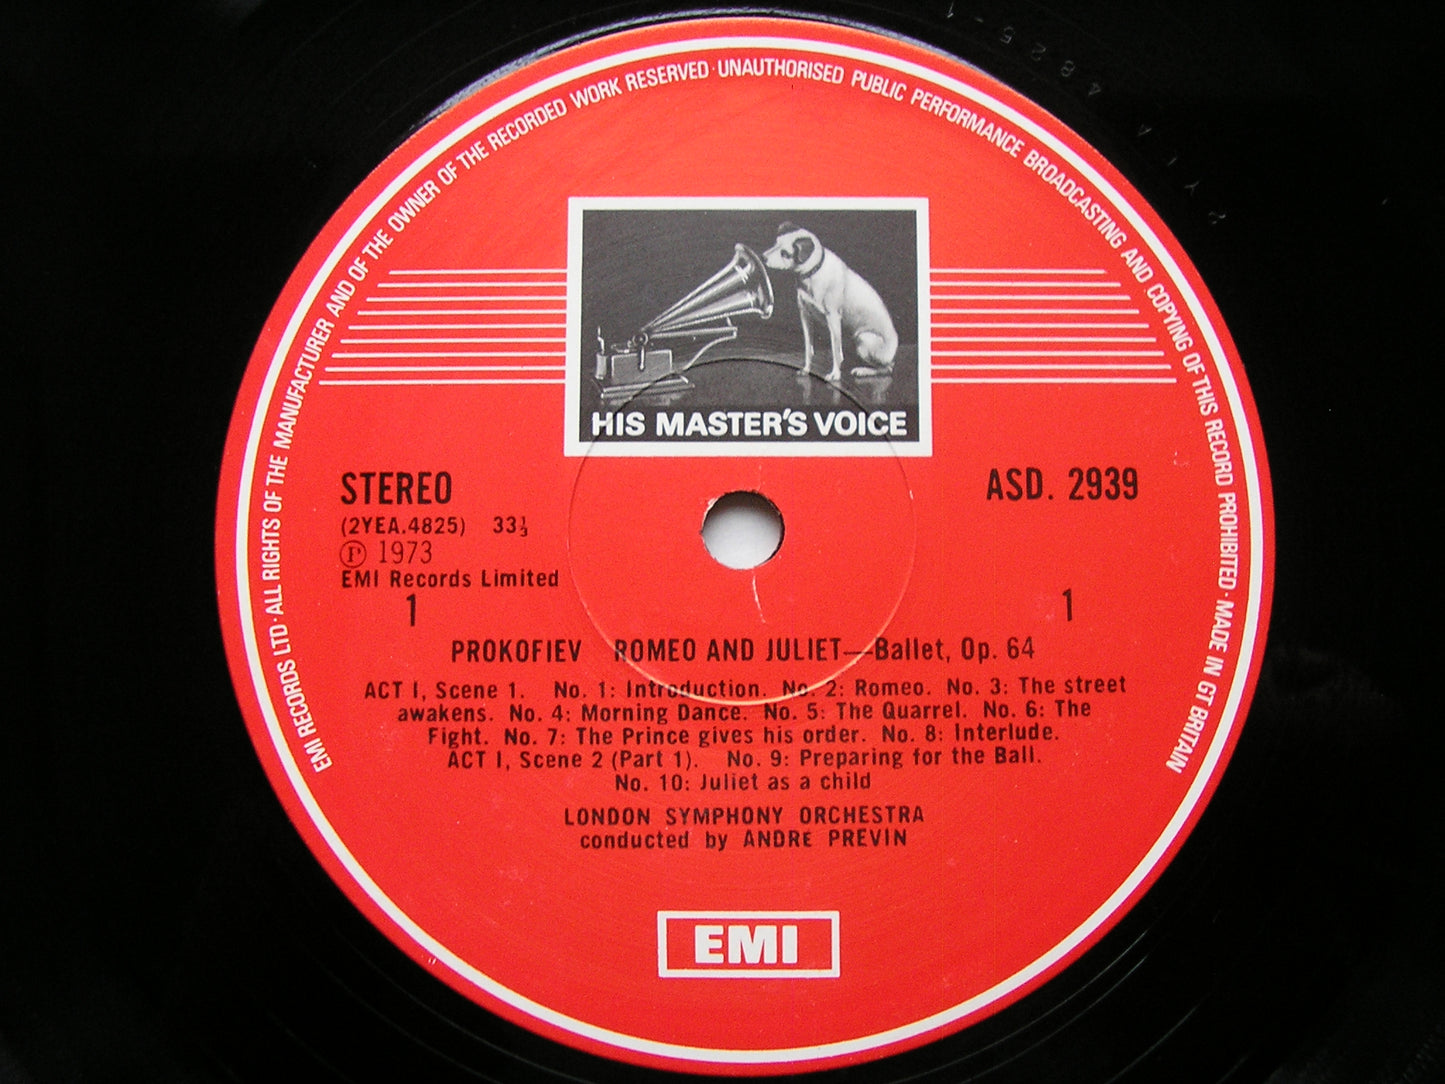 EMI RECORDS LTD · ALL RIGHTS OF THE MANUFACTURER AND OF THE OWNER OF THE RECORDED WORK RESERVED · UNAUTHORISED PUBLIC PERFORMANCE BROADCASTING AND COPYING OF THIS RECORD PROHIBITED · MADE IN GT BRITAIN
HIS MASTER'S VOICE
STEREO
ASD. 2939
(2YEA.4825) 33⅓
Ⓟ 1973
EMI Records Limited
1 1
PROKOFIEV ROMEO AND JULIET—Ballet, Op. 64
ACT I, Scene 1. No. 1: Introduction. No. 2: Romeo. No. 3: The street
awakens. No. 4: Morning Dance. No. 5: The Quarrel. No. 6: The
Fight. No. 7: The Prince gives his order. No. 8: Interlude.
ACT I, Scene 2 (Part 1). No. 9: Preparing for the Ball.
No. 10: Juliet as a child
LONDON SYMPHONY ORCHESTRA
conducted by ANDRÉ PREVIN
EMI